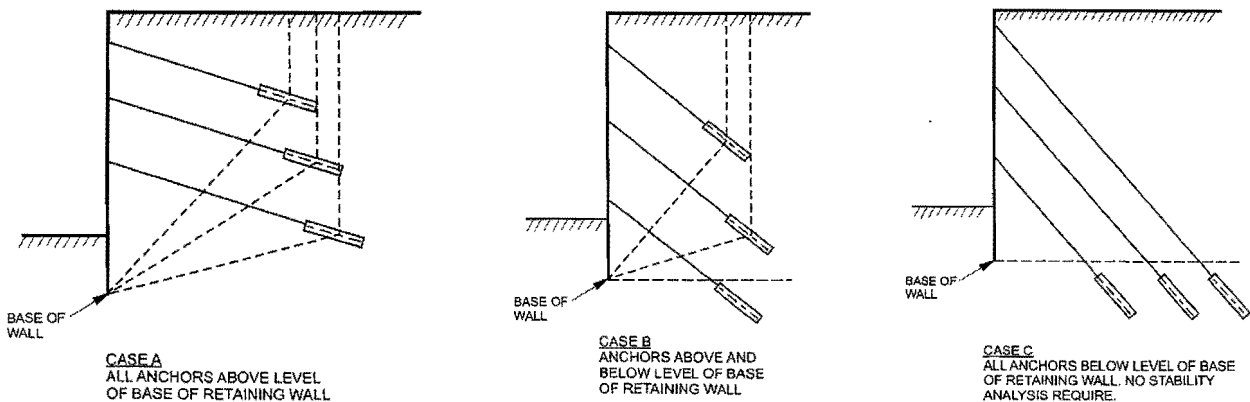 BASE OF
WALL
CASE A
ALL ANCHORS ABOVE LEVEL
OF BASE OF RETAINING WALL
BASE OF
WALL
CASE B
ANCHORS ABOVE AND
BELOW LEVEL OF BASE
OF RETAINING WALL
BASE OF
WALL
CASE C
ALL ANCHORS BELOW LEVEL OF BASE
OF RETAINING WALL. NO STABILITY
ANALYSIS REQUIRE.